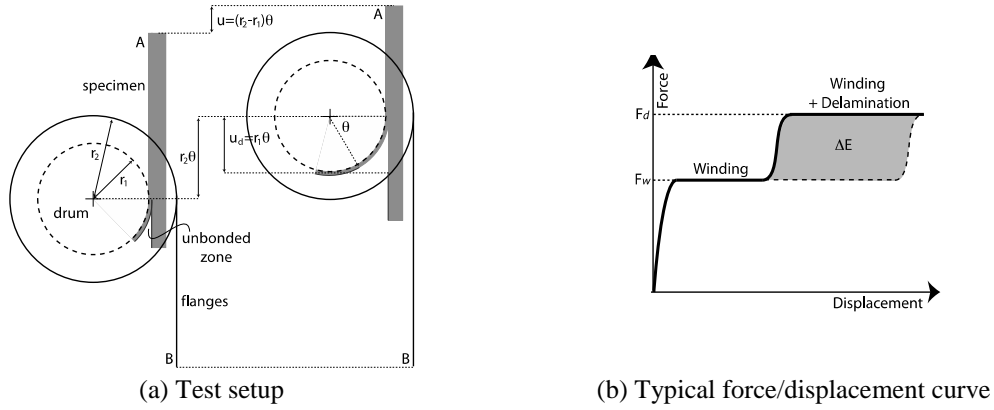 A
u=(r₂-r₁)θ
A
specimen
r₂
r₁
drum
unbonded
zone
flanges
B
r₂θ
u_d=r₁θ
θ
B
(a) Test setup
Force
Winding
+ Delamination
F_d
ΔE
Winding
F_w
Displacement
(b) Typical force/displacement curve